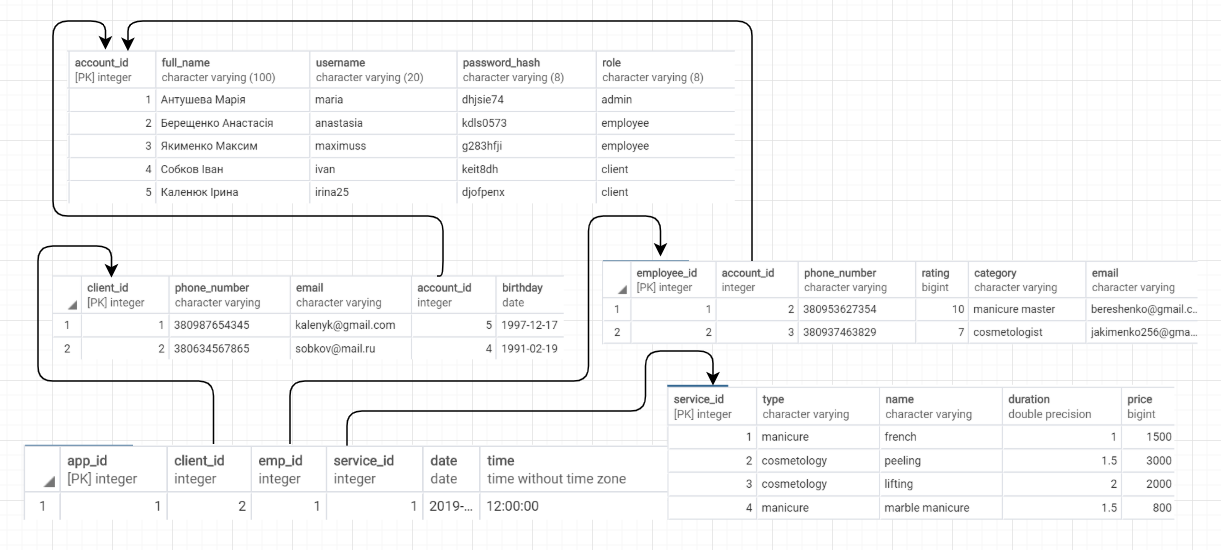 account_id full_name username password_hash role
[PK] integer character varying (100) character varying (20) character varying (8) character varying (8)
1 Антушева Марія maria dhjsie74 admin
2 Берещенко Анастасія anastasia kdls0573 employee
3 Якименко Максим maximuss g283hfji employee
4 Собков Іван ivan keit8dh client
5 Каленюк Ірина irina25 djofpenx client
client_id phone_number email account_id birthday
[PK] integer character varying character varying integer date
1 1 380987654345 kalenyk@gmail.com 5 1997-12-17
2 2 380634567865 sobkov@mail.ru 4 1991-02-19
employee_id account_id phone_number rating category email
[PK] integer integer character varying bigint character varying character varying
1 1 2 380953627354 10 manicure master bereshenko@gmail.c...
2 2 3 380937463829 7 cosmetologist jakimenko256@gma...
service_id type name duration price
[PK] integer character varying character varying double precision bigint
1 manicure french 1 1500
2 cosmetology peeling 1.5 3000
3 cosmetology lifting 2 2000
4 manicure marble manicure 1.5 800
app_id client_id emp_id service_id date time
[PK] integer integer integer integer date time without time zone
1 1 2 1 1 2019-... 12:00:00